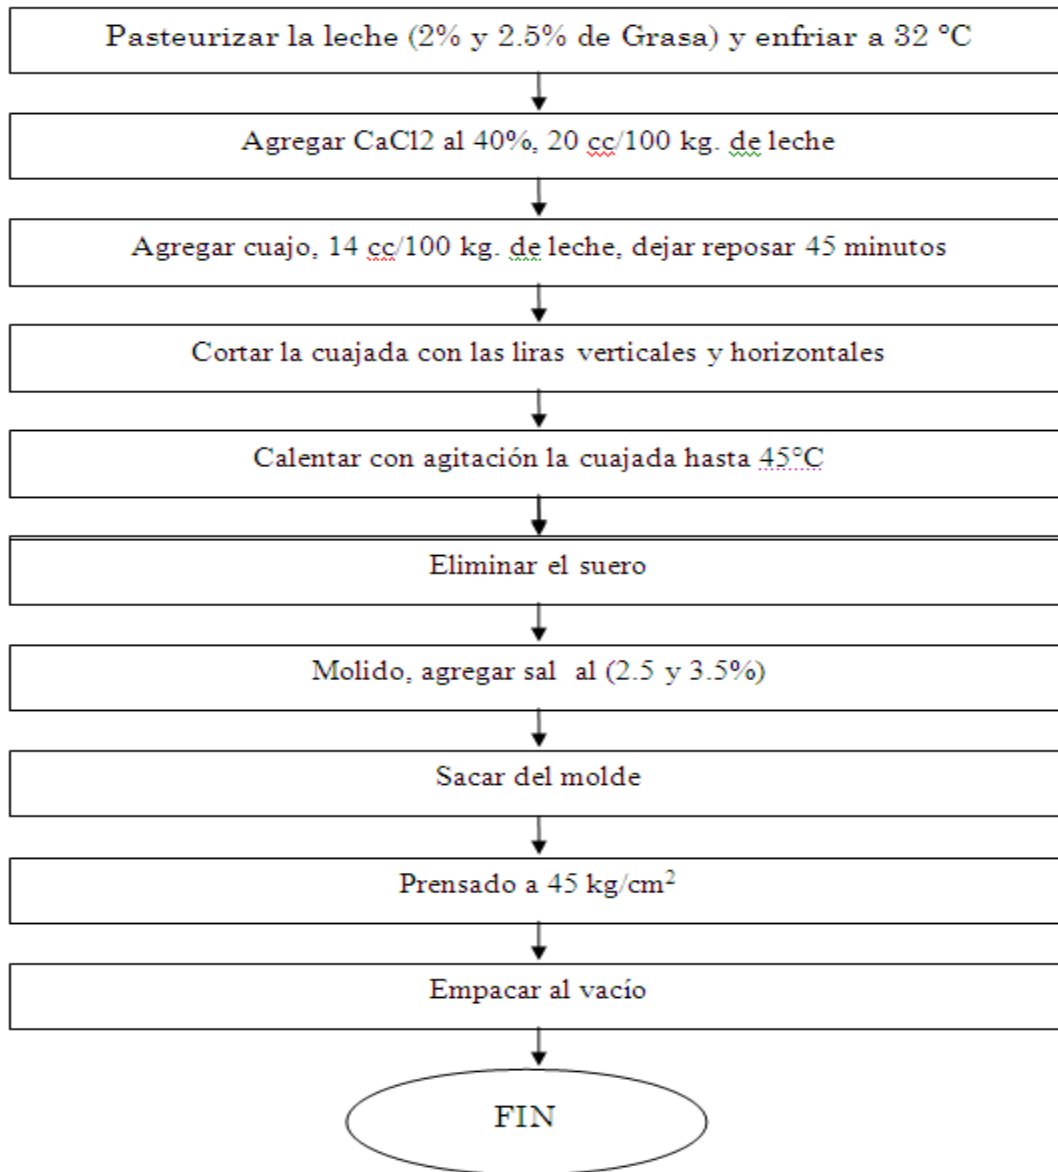 Pasteurizar la leche (2% y 2.5% de Grasa) y enfriar a 32 °C
Agregar CaCl2 al 40%, 20 cc/100 kg. de leche
Agregar cuajo, 14 cc/100 kg. de leche, dejar reposar 45 minutos
Cortar la cuajada con las liras verticales y horizontales
Calentar con agitación la cuajada hasta 45°C
Eliminar el suero
Molido, agregar sal al (2.5 y 3.5%)
Sacar del molde
Prensado a 45 kg/cm²
Empacar al vacío
FIN